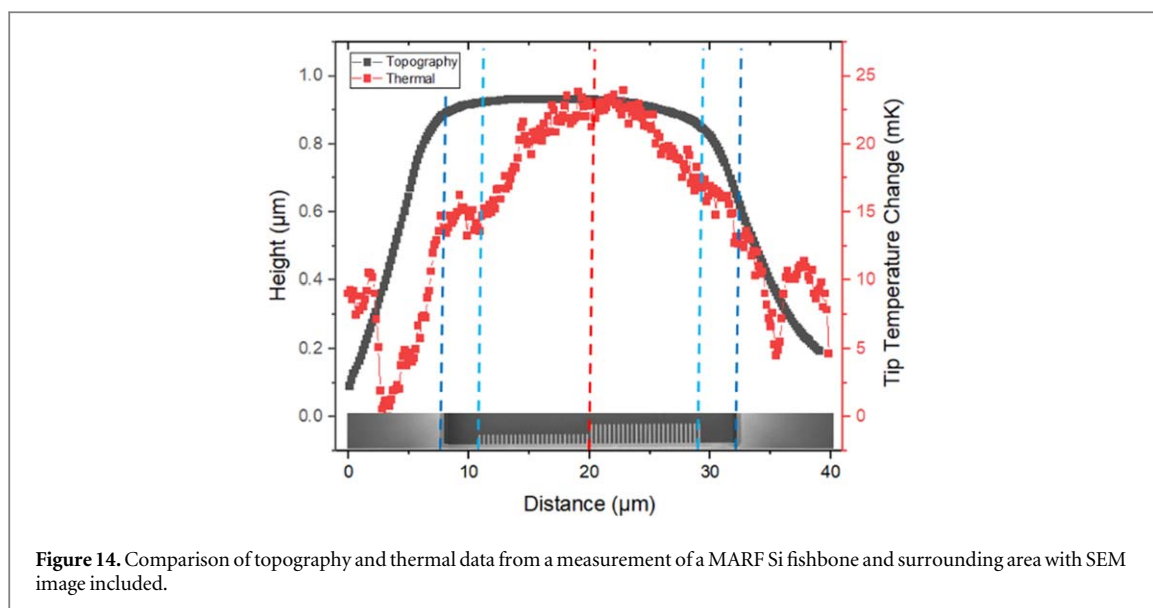 Topography
Thermal
1.0
0.8
0.6
0.4
0.2
0.0
Height (µm)
25
20
15
10
5
0
Tip Temperature Change (mK)
0 10 20 30 40
Distance (µm)
Figure 14. Comparison of topography and thermal data from a measurement of a MARF Si fishbone and surrounding area with SEM
image included.